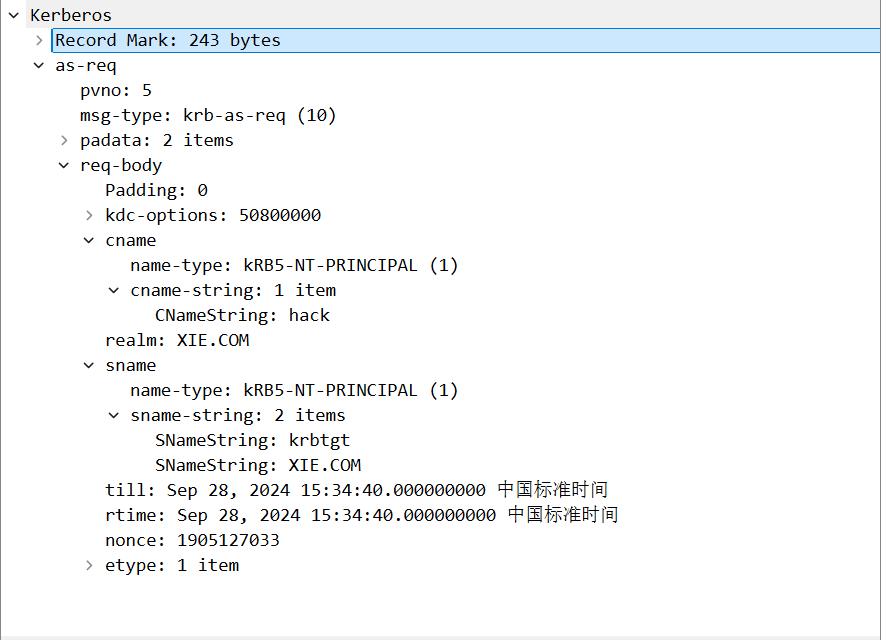 Kerberos
Record Mark: 243 bytes
as-req
pvno: 5
msg-type: krb-as-req (10)
padata: 2 items
req-body
Padding: 0
kdc-options: 50800000
cname
name-type: kRB5-NT-PRINCIPAL (1)
cname-string: 1 item
CNameString: hack
realm: XIE.COM
sname
name-type: kRB5-NT-PRINCIPAL (1)
sname-string: 2 items
SNameString: krbtgt
SNameString: XIE.COM
till: Sep 28, 2024 15:34:40.000000000 中国标准时间
rtime: Sep 28, 2024 15:34:40.000000000 中国标准时间
nonce: 1905127033
etype: 1 item